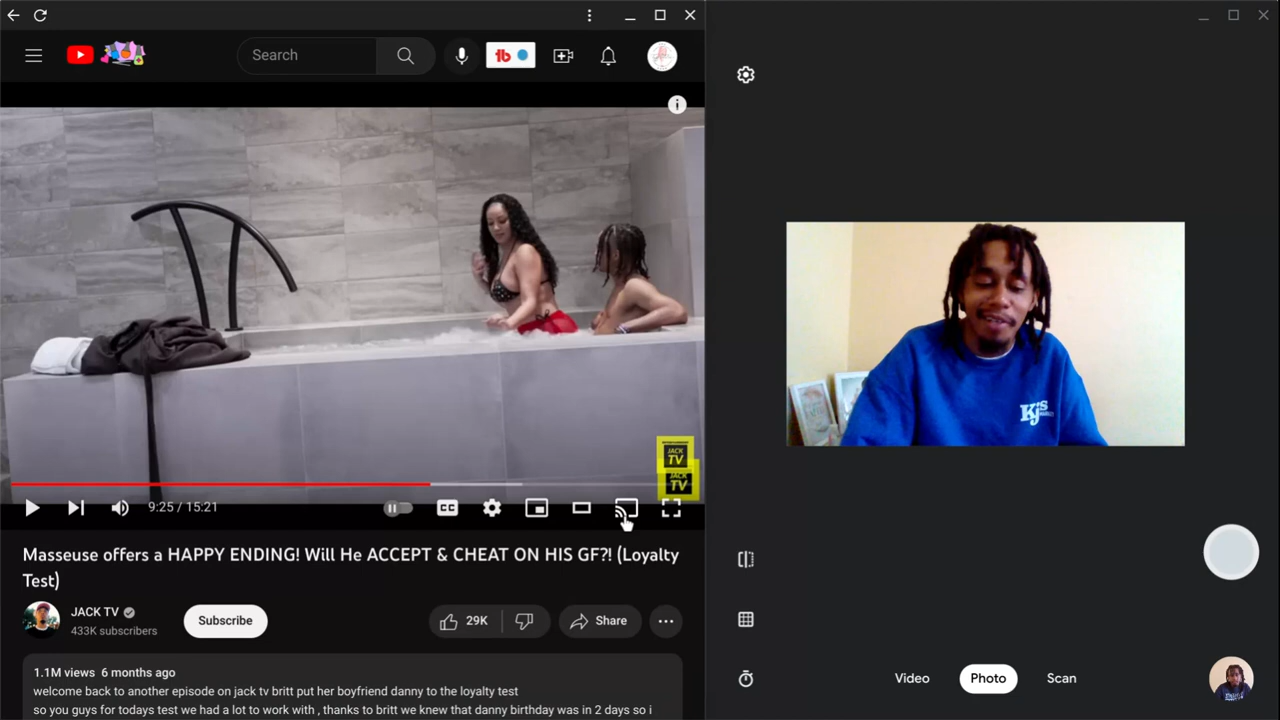 Search
tb
JACK
TV
JACK
TV
9:25 / 15:21
CC
Masseuse offers a HAPPY ENDING! Will He ACCEPT & CHEAT ON HIS GF?! (Loyalty
Test)
JACK TV
433K subscribers
Subscribe
29K
Share
1.1M views 6 months ago
welcome back to another episode on jack tv britt put her boyfriend danny to the loyalty test
so you guys for todays test we had a lot to work with , thanks to britt we knew that danny birthday was in 2 days so i
KJ's
Video
Photo
Scan